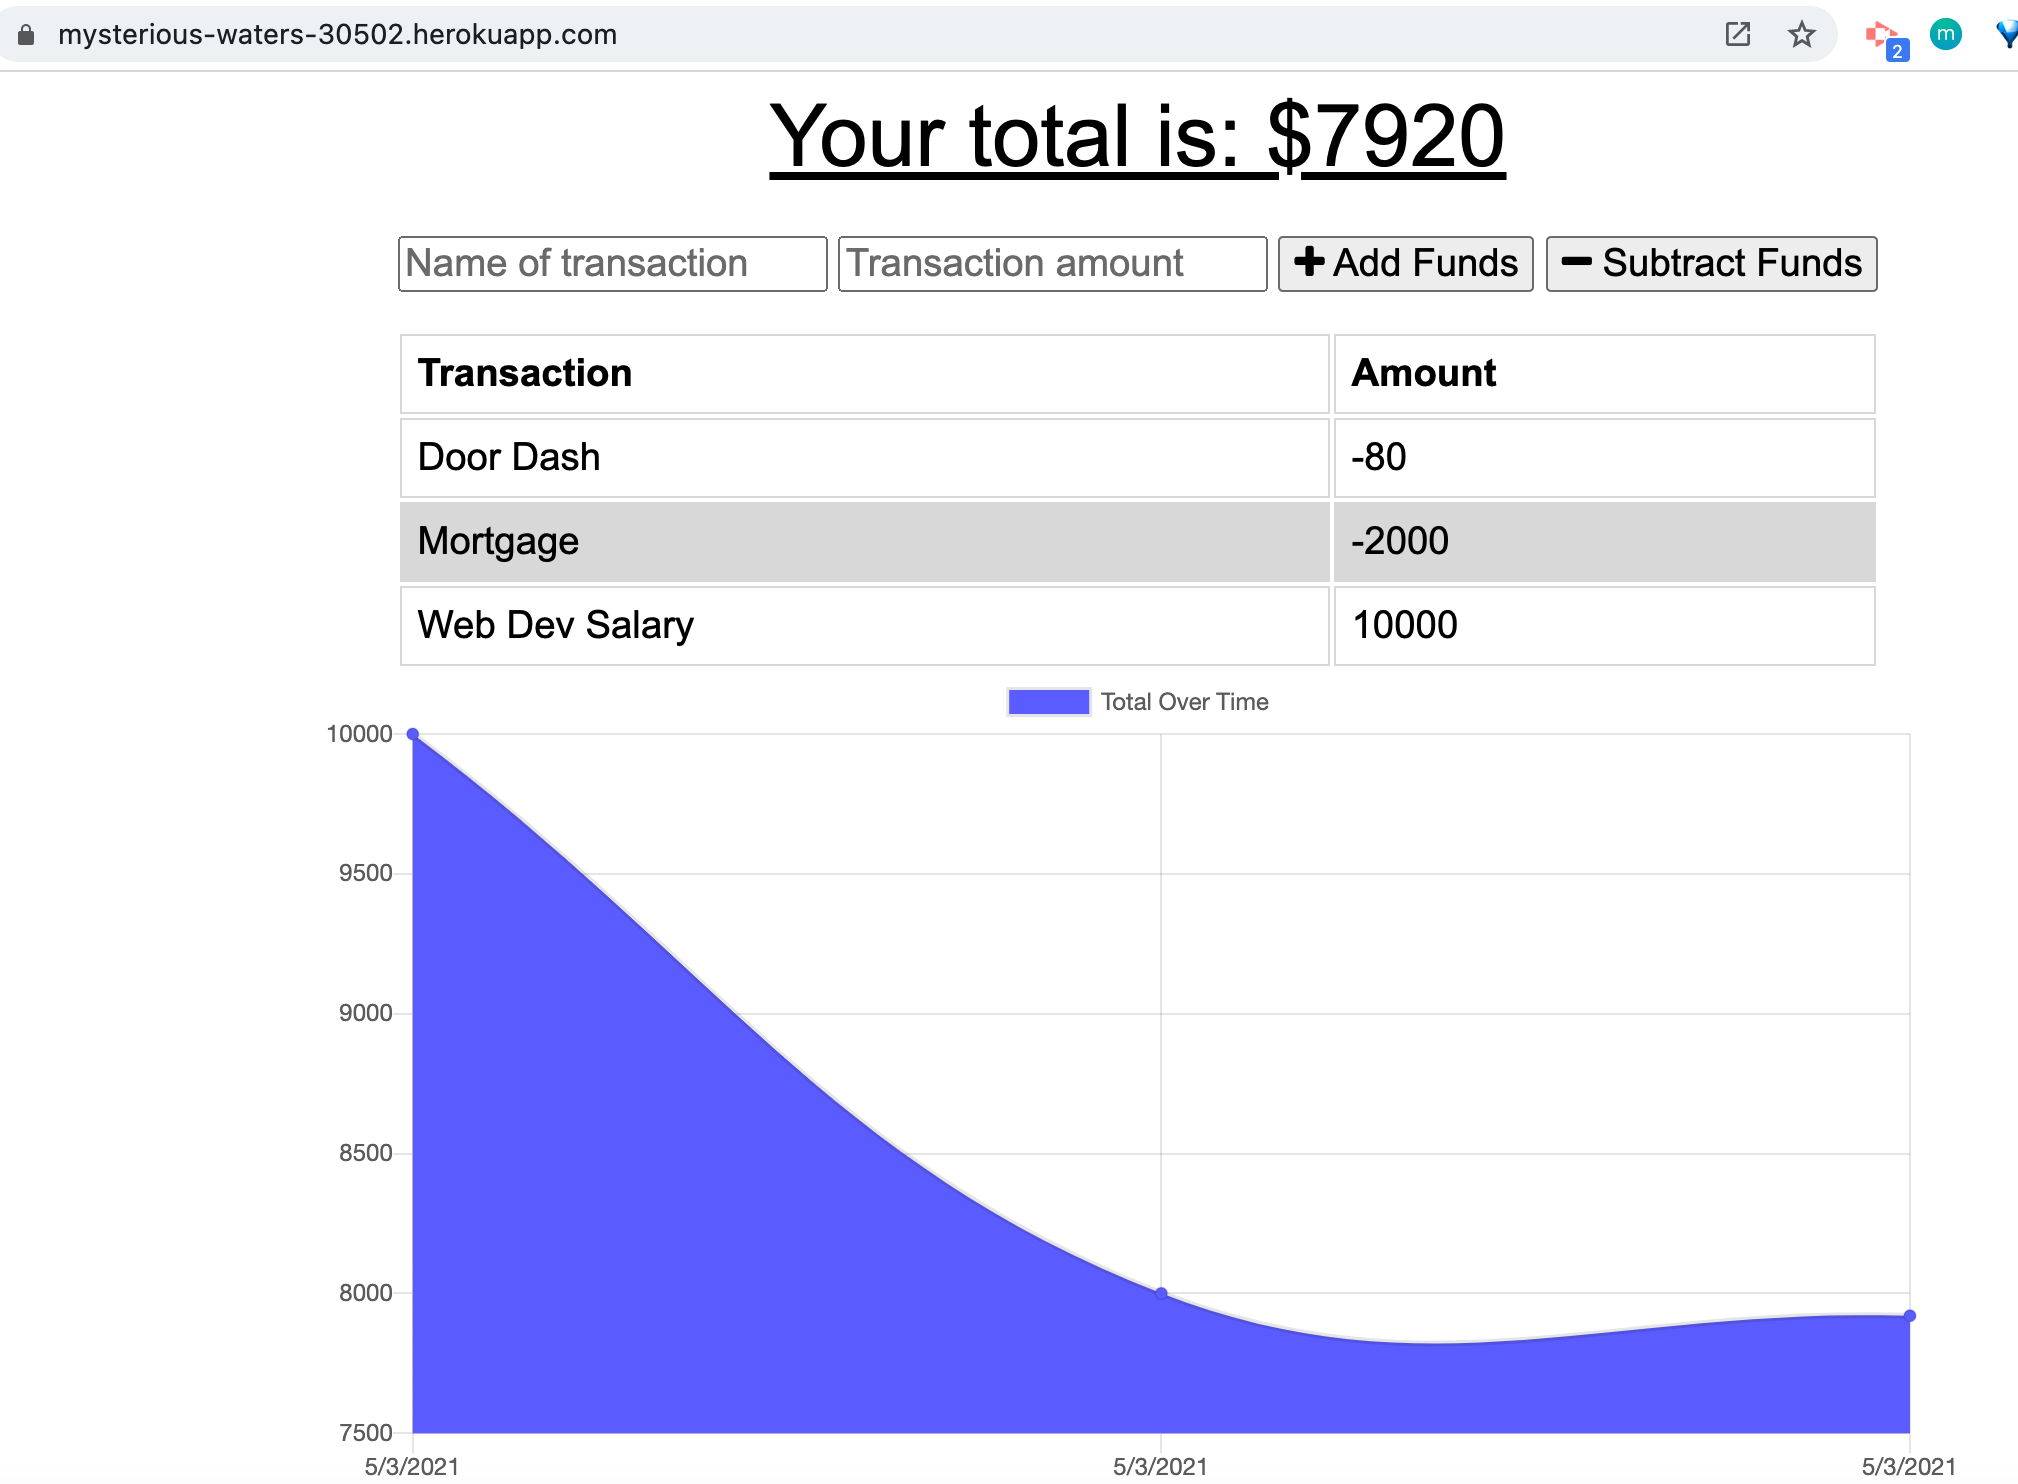 mysterious-waters-30502.herokuapp.com
2
m
Your total is: $7920
Name of transaction Transaction amount Add Funds Subtract Funds
Transaction Amount
Door Dash -80
Mortgage -2000
Web Dev Salary 10000
Total Over Time
10000
9500
9000
8500
8000
7500
5/3/2021 5/3/2021 5/3/2021